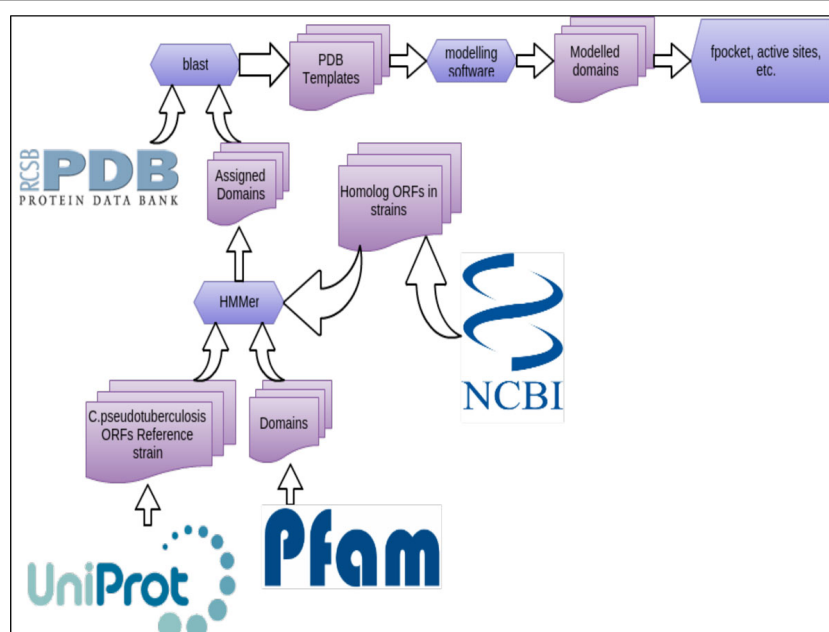 blast
PDB
Templates
modelling
software
Modelled
domains
fpocket, active sites,
etc.
RCSB
PDB
PROTEIN DATA BANK
Assigned
Domains
Homolog ORFs in
strains
HMMer
NCBI
C.pseudotuberculosis
ORFs Reference
strain
Domains
UniProt
Pfam